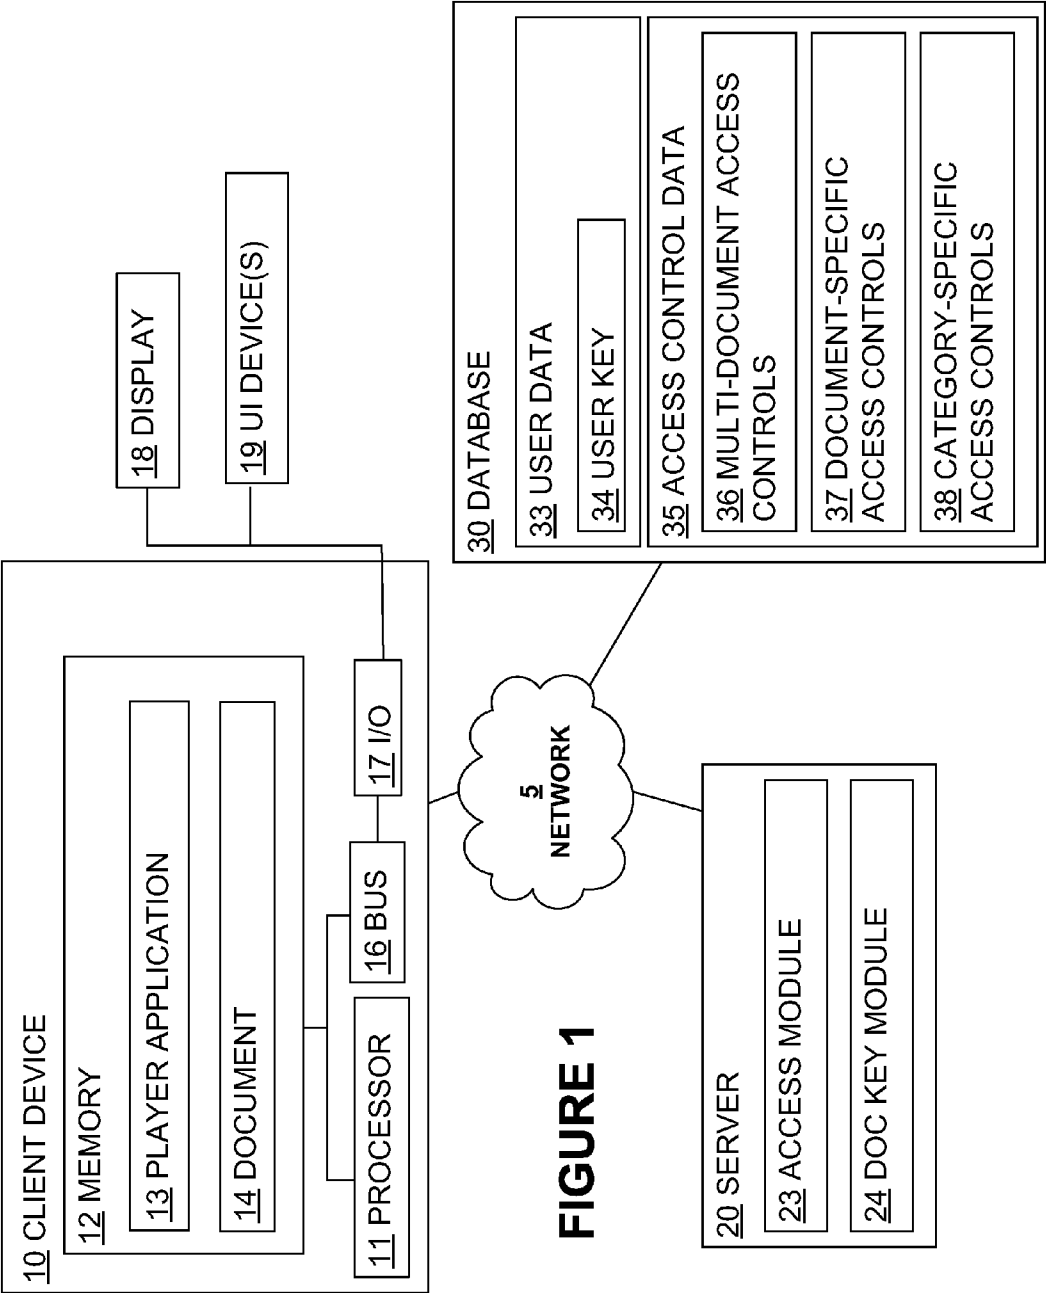 10 CLIENT DEVICE
12 MEMORY
13 PLAYER APPLICATION
14 DOCUMENT
11 PROCESSOR
16 BUS
17 I/O
18 DISPLAY
19 UI DEVICE(S)
5
NETWORK
FIGURE 1
20 SERVER
23 ACCESS MODULE
24 DOC KEY MODULE
30 DATABASE
33 USER DATA
34 USER KEY
35 ACCESS CONTROL DATA
36 MULTI-DOCUMENT ACCESS
CONTROLS
37 DOCUMENT-SPECIFIC
ACCESS CONTROLS
38 CATEGORY-SPECIFIC
ACCESS CONTROLS